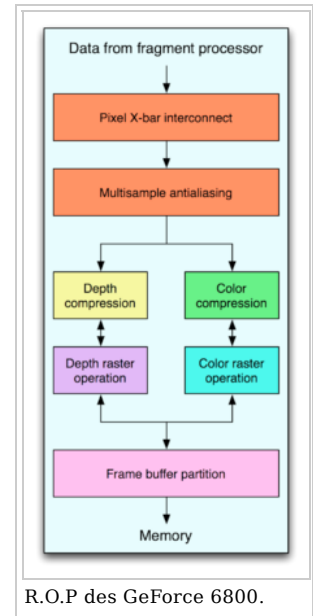 Data from fragment processor
Pixel X-bar interconnect
Multisample antialiasing
Depth
compression
Color
compression
Depth raster
operation
Color raster
operation
Frame buffer partition
Memory
R.O.P des GeForce 6800.